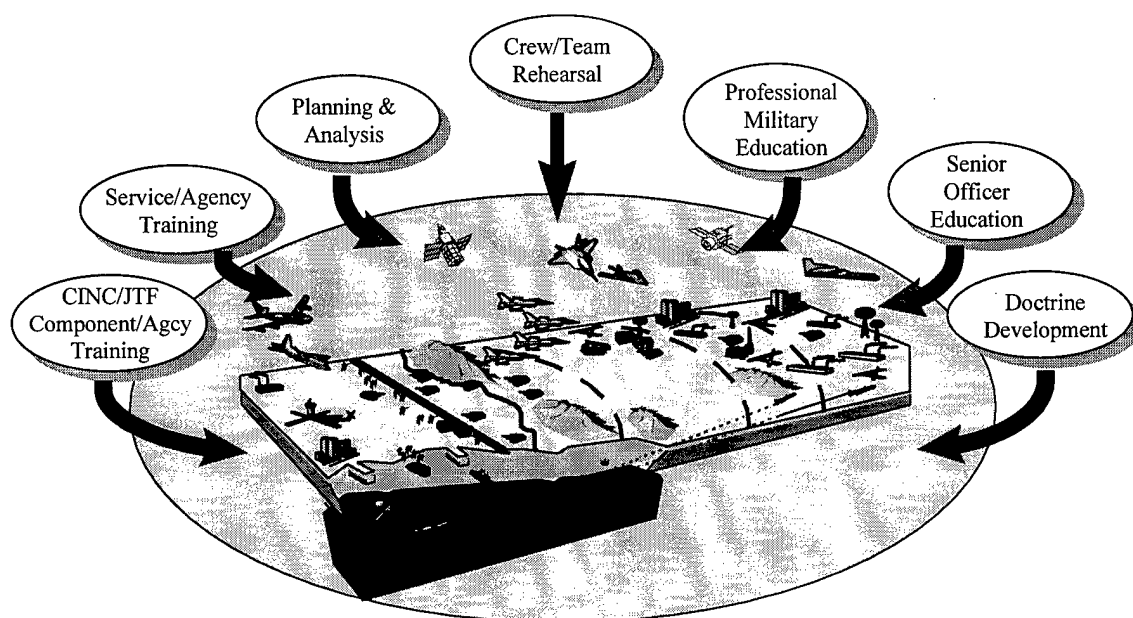 Crew/Team
Rehearsal
Planning &
Analysis
Professional
Military
Education
Service/Agency
Training
Senior
Officer
Education
CINC/JTF
Component/Agcy
Training
Doctrine
Development